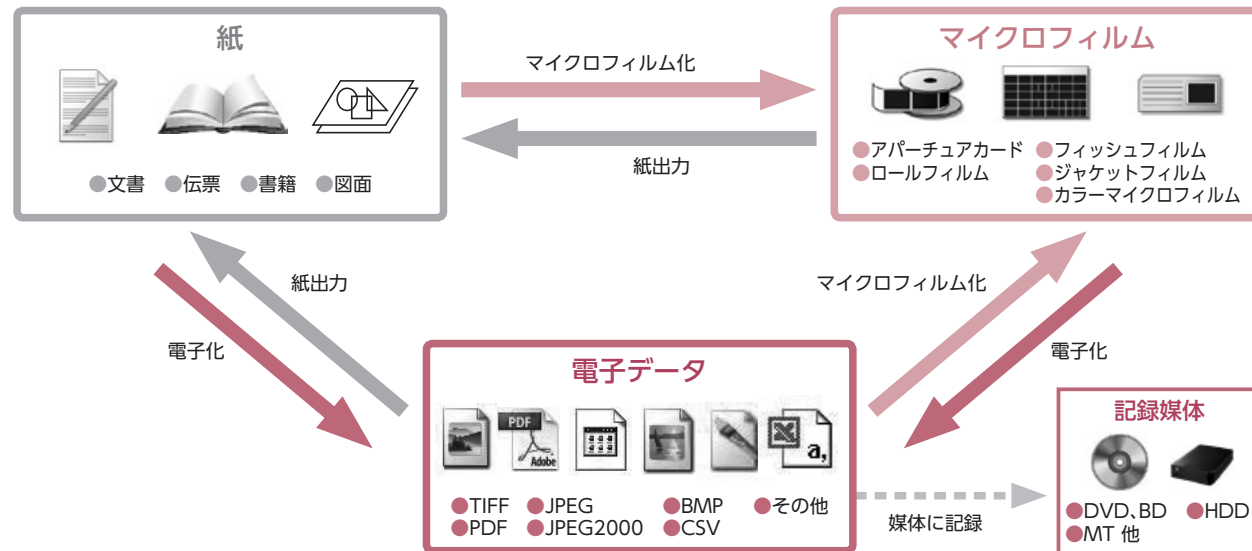 紙
●文書 ●伝票 ●書籍 ●図面
マイクロフィルム化
紙出力
マイクロフィルム
●アパーチュアカード ●フィッシュフィルム
●ロールフィルム ●ジャケットフィルム
●カラーマイクロフィルム
紙出力
電子化
マイクロフィルム化
電子化
電子データ
PDF
Adobe
a,
●TIFF ●JPEG ●BMP ●その他
●PDF ●JPEG2000 ●CSV
媒体に記録
記録媒体
●DVD、BD ●HDD
●MT 他